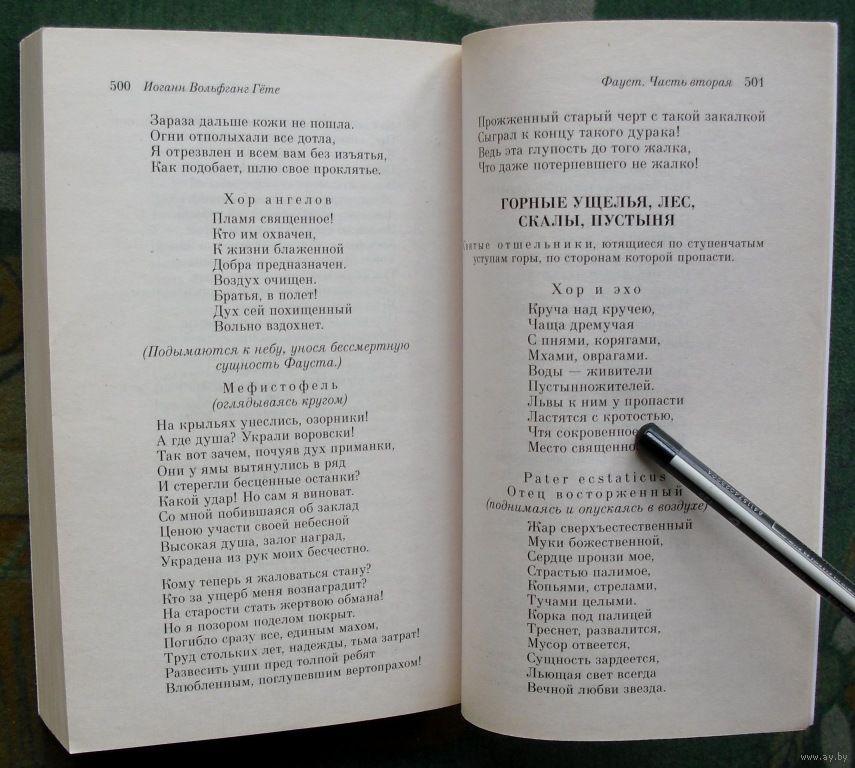 500 Иоганн Вольфганг Гёте
Зараза дальше кожи не пошла.
Огни отполыхали все дотла,
Я отрезвлен и всем вам без изъятья,
Как подобает, шлю свое проклятье.
Хор ангелов
Пламя священное!
Кто им охвачен,
К жизни блаженной
Добра предназначен.
Воздух очищен.
Братья, в полет!
Дух сей похищенный
Вольно вздохнет.
(Подымаются к небу, унося бессмертную
сущность Фауста.)
Мефистофель
(оглядываясь кругом)
На крыльях унеслись, озорники!
А где душа? Украли воровски!
Так вот зачем, почуяв дух приманки,
Они у ямы вытянулись в ряд
И стерегли бесценные останки?
Какой удар! Но сам я виноват.
Со мной побившаяся об заклад
Ценою участи своей небесной
Высокая душа, залог наград,
Украдена из рук моих бесчестно.
Кому теперь я жаловаться стану?
Кто за ущерб меня вознаградит?
На старости стать жертвою обмана!
Но я позором поделом покрыт.
Погибло сразу все, единым махом,
Труд стольких лет, надежды, тьма затрат!
Развесить уши пред толпой ребят
Влюбленным, поглупевшим вертопрахом!
Фауст. Часть вторая 501
Прожженный старый черт с такой закалкой
Сыграл к концу такого дурака!
Ведь эта глупость до того жалка,
Что даже потерпевшего не жалко!
ГОРНЫЕ УЩЕЛЬЯ, ЛЕС,
СКАЛЫ, ПУСТЫНЯ
Святые отшельники, ютящиеся по ступенчатым
уступам горы, по сторонам которой пропасти.
Хор и эхо
Круча над кручею,
Чаща дремучая
С пнями, корягами,
Мхами, оврагами.
Воды — живители
Пустынножителей.
Львы к ним у пропасти
Ластятся с кротостью,
Чтя сокровенное
Место священно
Pater ecstaticus
Отец восторженный
(поднимаясь и опускаясь в воздухе)
Жар сверхъестественный
Муки божественной,
Сердце пронзи мое,
Страстью палимое,
Копьями, стрелами,
Тучами целыми.
Корка под палицей
Треснет, развалится,
Мусор отвеется,
Сущность зардеется,
Льющая свет всегда
Вечной любви звезда.
www.ay.by